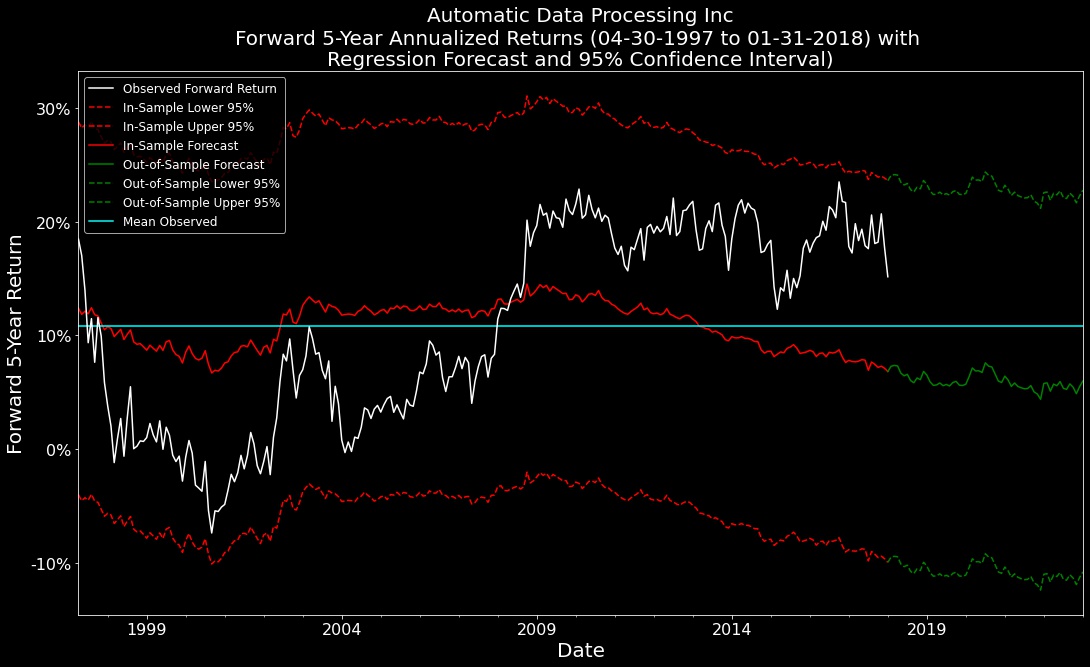 Automatic Data Processing Inc
Forward 5-Year Annualized Returns (04-30-1997 to 01-31-2018) with
Regression Forecast and 95% Confidence Interval)
Observed Forward Return
In-Sample Lower 95%
In-Sample Upper 95%
In-Sample Forecast
Out-of-Sample Forecast
Out-of-Sample Lower 95%
Out-of-Sample Upper 95%
Mean Observed
Forward 5-Year Return
30%
20%
10%
0%
-10%
1999
2004
2009
2014
2019
Date